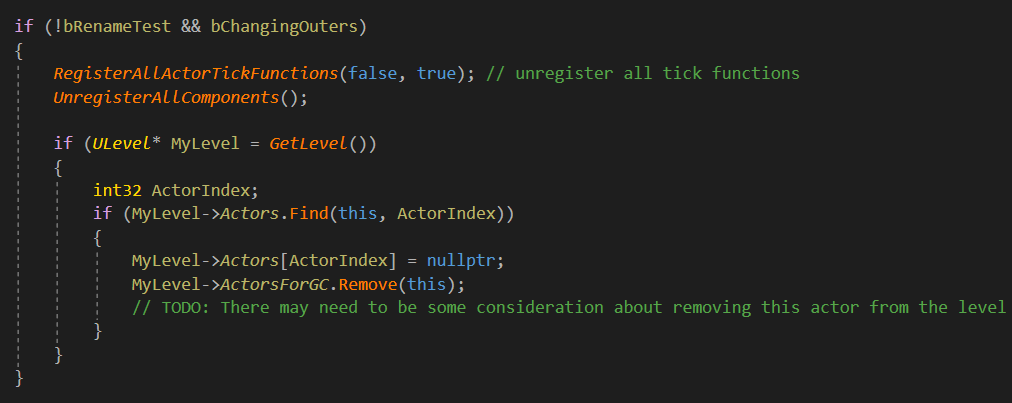 if (!bRenameTest && bChangingOuters)
{
RegisterAllActorTickFunctions(false, true); // unregister all tick functions
UnregisterAllComponents();
if (ULevel* MyLevel = GetLevel())
{
int32 ActorIndex;
if (MyLevel->Actors.Find(this, ActorIndex))
{
MyLevel->Actors[ActorIndex] = nullptr;
MyLevel->ActorsForGC.Remove(this);
// TODO: There may need to be some consideration about removing this actor from the level
}
}
}